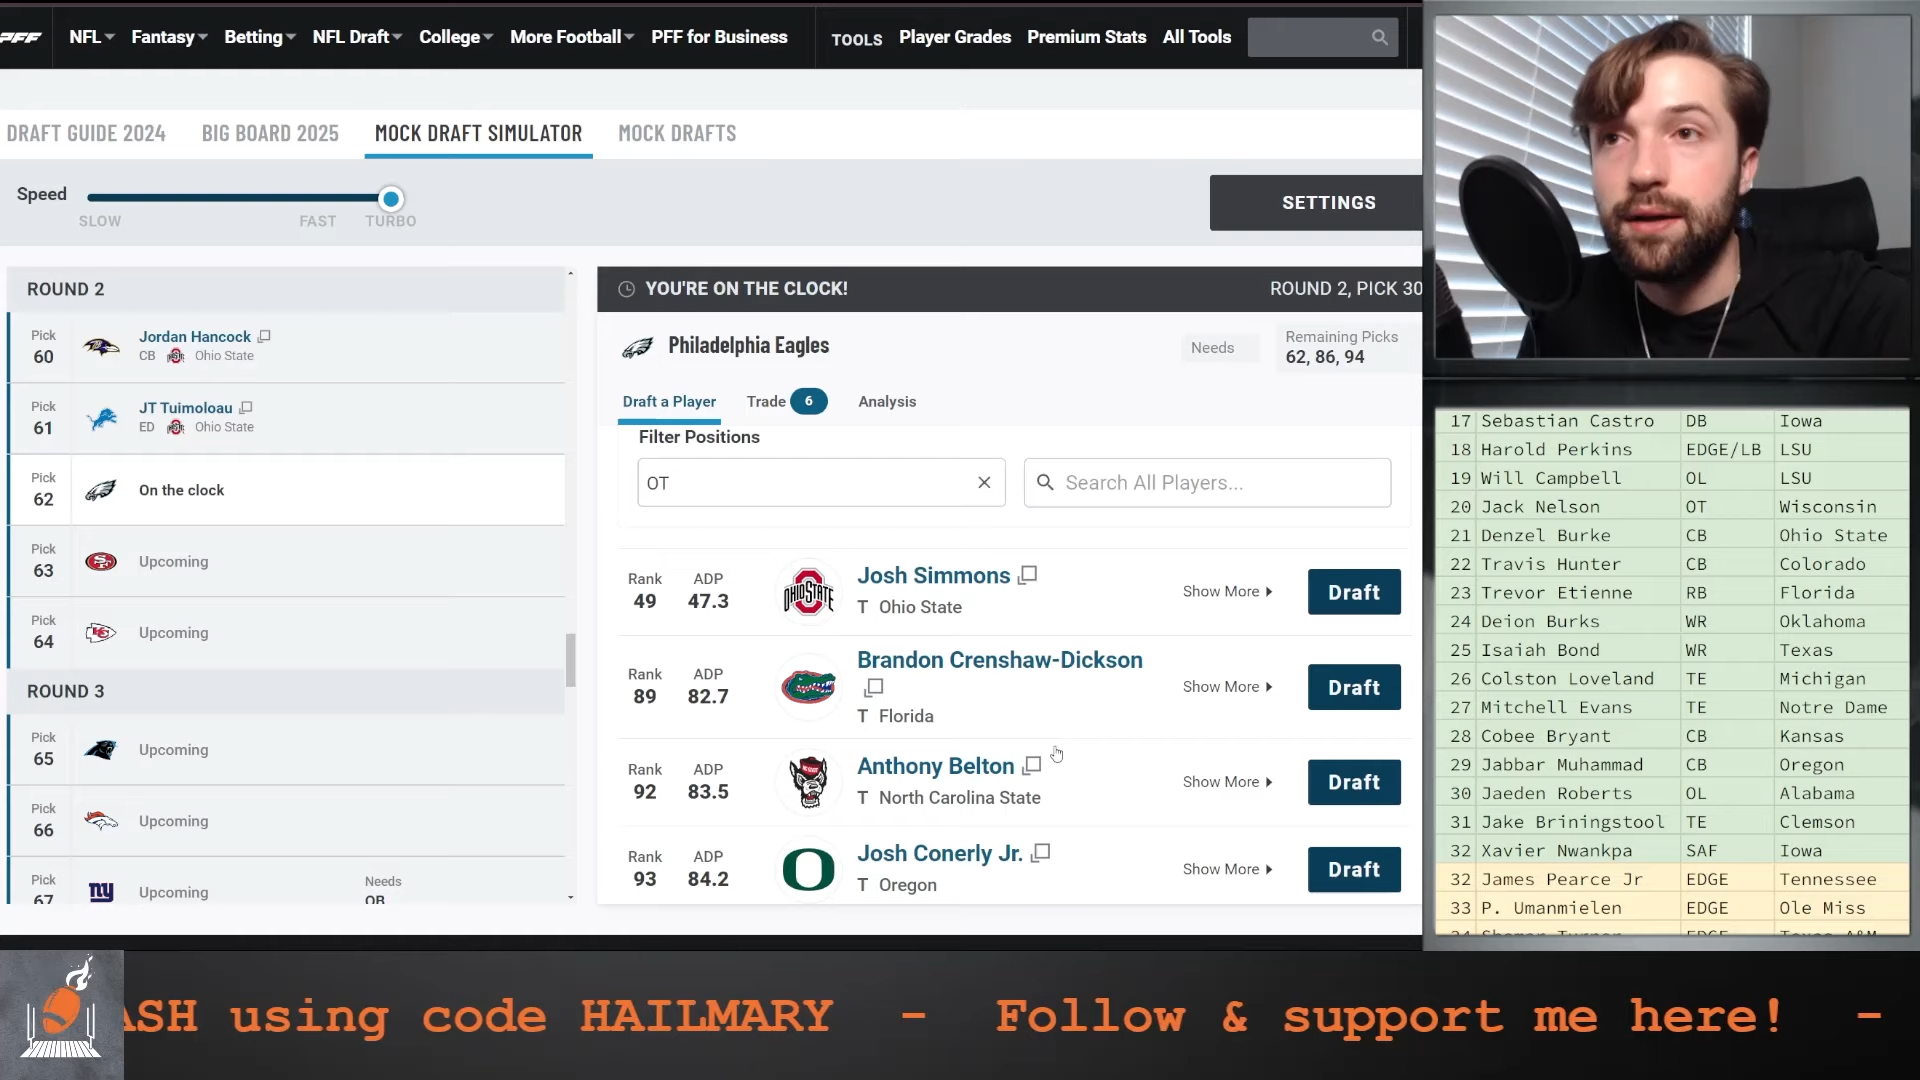 PFF
NFL
Fantasy
Betting
NFL Draft
College
More Football
PFF for Business
TOOLS
Player Grades
Premium Stats
All Tools
DRAFT GUIDE 2024
BIG BOARD 2025
MOCK DRAFT SIMULATOR
MOCK DRAFTS
Speed
SLOW
FAST
TURBO
SETTINGS
ROUND 2
Pick
60
Jordan Hancock
CB Ohio State
Pick
61
JT Tuimoloau
ED Ohio State
Pick
62
On the clock
Pick
63
Upcoming
Pick
64
Upcoming
ROUND 3
Pick
65
Upcoming
Pick
66
Upcoming
Pick
67
Upcoming
Needs
QB
YOU'RE ON THE CLOCK!
ROUND 2, PICK 30
Philadelphia Eagles
Needs
Remaining Picks
62, 86, 94
Draft a Player
Trade 6
Analysis
Filter Positions
OT
Search All Players...
Rank
49
ADP
47.3
OHIO STATE
Josh Simmons
T Ohio State
Show More
Draft
Rank
89
ADP
82.7
Brandon Crenshaw-Dickson
T Florida
Show More
Draft
Rank
92
ADP
83.5
Anthony Belton
T North Carolina State
Show More
Draft
Rank
93
ADP
84.2
Josh Conerly Jr.
T Oregon
Show More
Draft
17 Sebastian Castro DB Iowa
18 Harold Perkins EDGE/LB LSU
19 Will Campbell OL LSU
20 Jack Nelson OT Wisconsin
21 Denzel Burke CB Ohio State
22 Travis Hunter CB Colorado
23 Trevor Etienne RB Florida
24 Deion Burks WR Oklahoma
25 Isaiah Bond WR Texas
26 Colston Loveland TE Michigan
27 Mitchell Evans TE Notre Dame
28 Cobee Bryant CB Kansas
29 Jabbar Muhammad CB Oregon
30 Jaeden Roberts OL Alabama
31 Jake Briningstool TE Clemson
32 Xavier Nwankpa SAF Iowa
32 James Pearce Jr EDGE Tennessee
33 P. Umanmielen EDGE Ole Miss
ASH using code HAILMARY - Follow & support me here! -